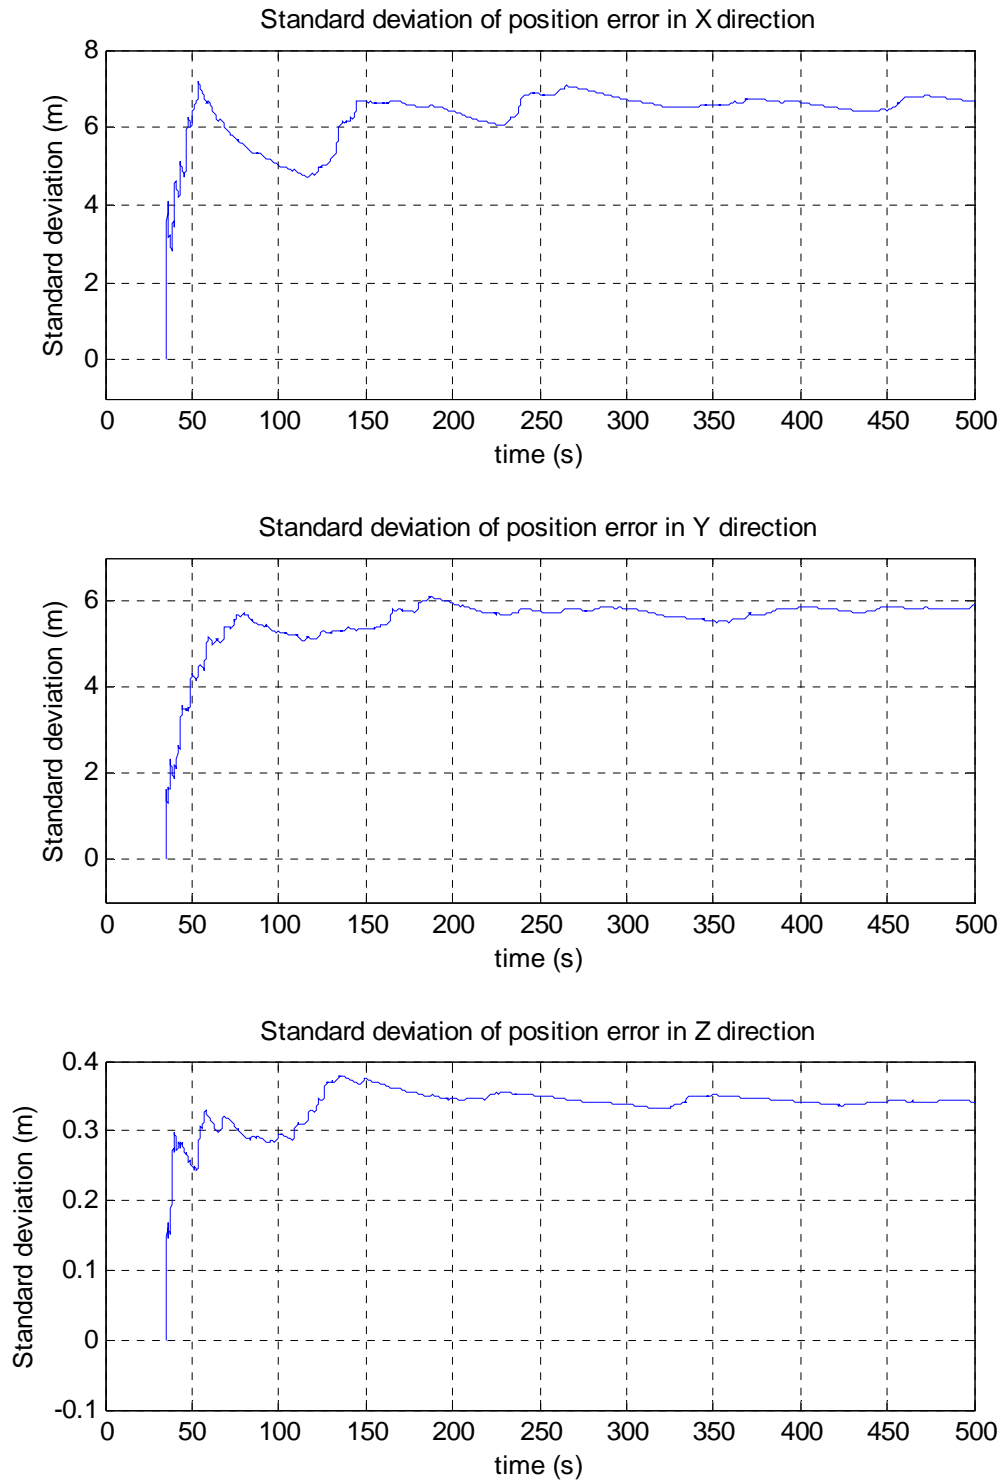 Standard deviation of position error in X direction
Standard deviation (m)
8
6
4
2
0
0 50 100 150 200 250 300 350 400 450 500
time (s)
Standard deviation of position error in Y direction
Standard deviation (m)
6
4
2
0
0 50 100 150 200 250 300 350 400 450 500
time (s)
Standard deviation of position error in Z direction
Standard deviation (m)
0.4
0.3
0.2
0.1
0
-0.1
0 50 100 150 200 250 300 350 400 450 500
time (s)